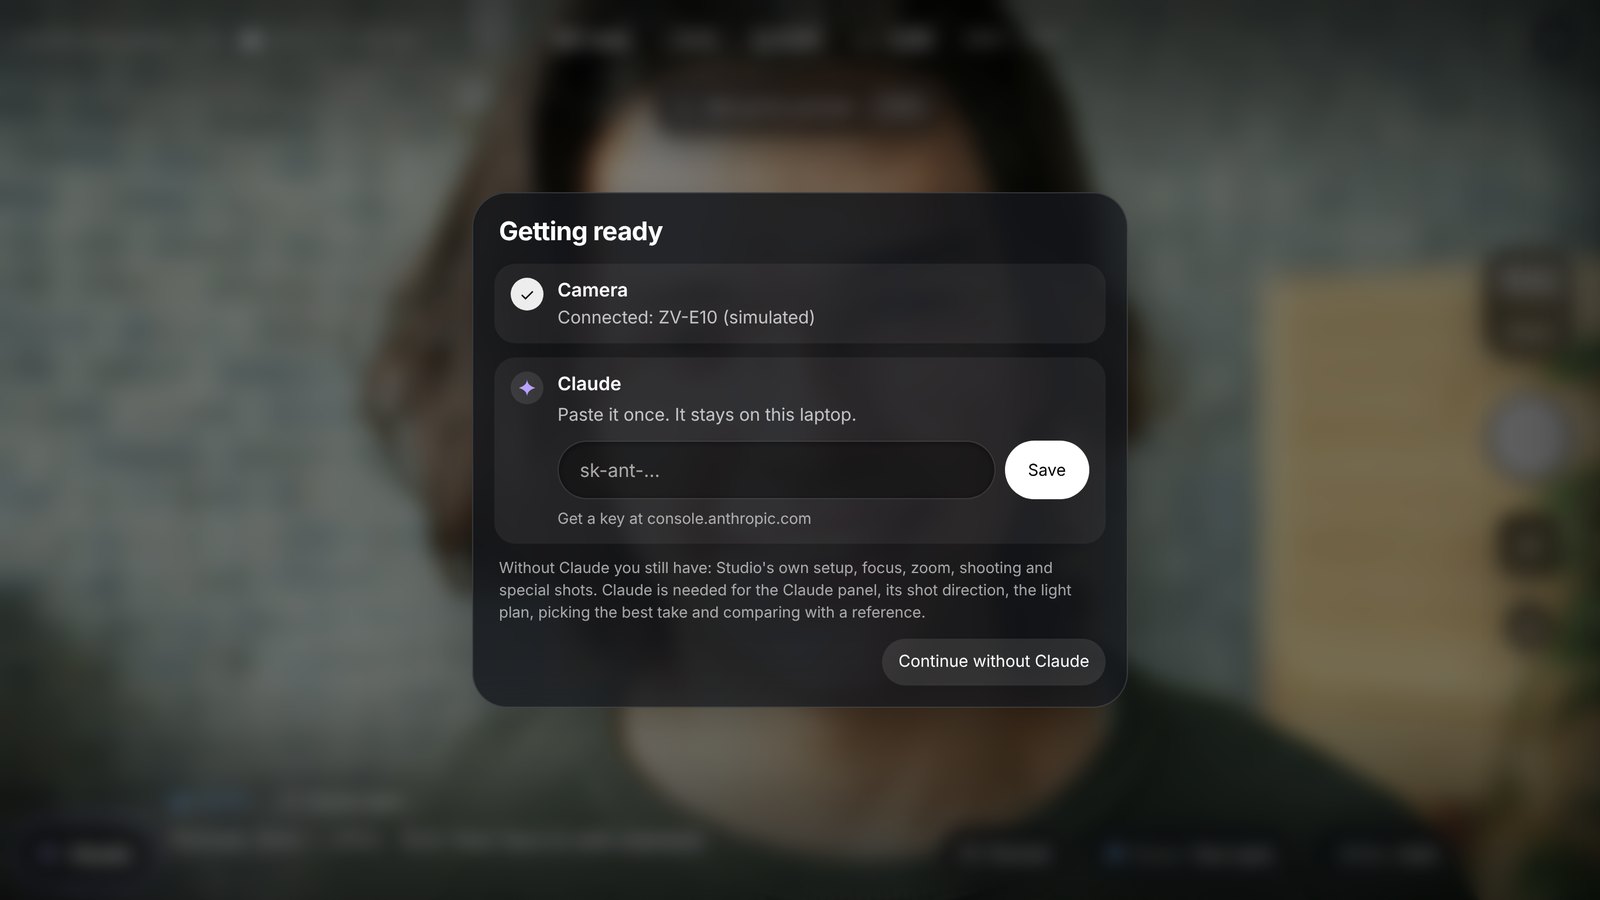 Getting ready
Camera
Connected: ZV-E10 (simulated)
Claude
Paste it once. It stays on this laptop.
sk-ant-...
Save
Get a key at console.anthropic.com
Without Claude you still have: Studio's own setup, focus, zoom, shooting and
special shots. Claude is needed for the Claude panel, its shot direction, the light
plan, picking the best take and comparing with a reference.
Continue without Claude